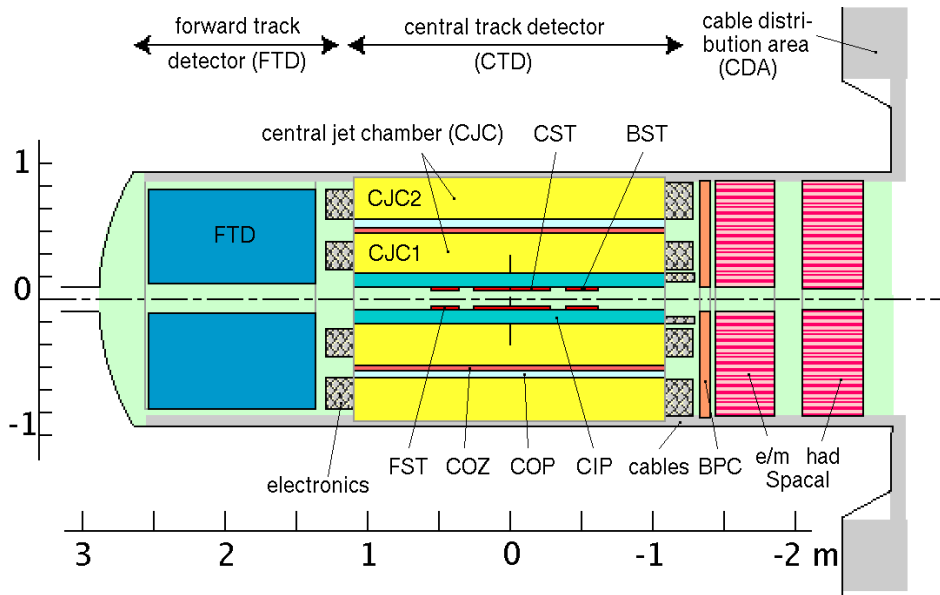 forward track
detector (FTD)
central track detector
(CTD)
cable distri-
bution area
(CDA)
central jet chamber (CJC)
CST
BST
1
0
-1
CJC2
CJC1
FTD
FST
COZ
COP
CIP
cables
BPC
e/m had
Spacal
electronics
3 2 1 0 -1 -2 m